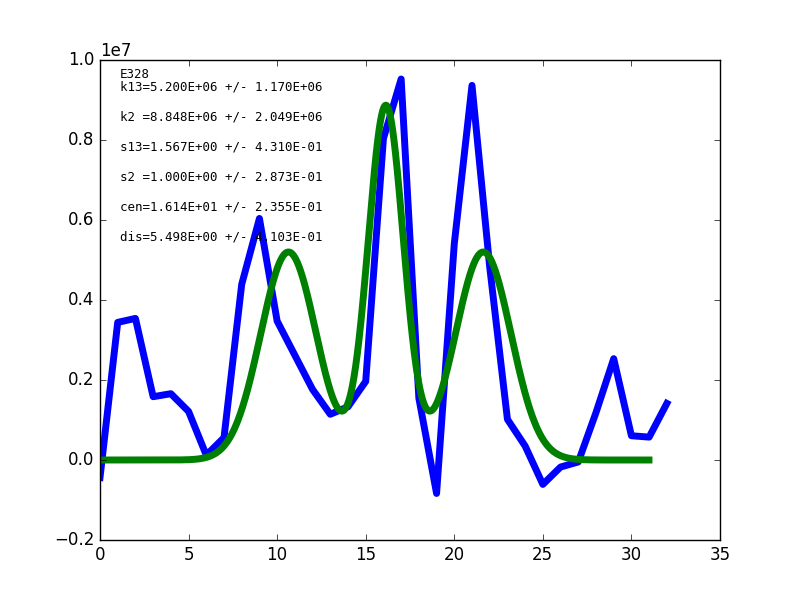 1e7
E328
k13=5.200E+06 +/- 1.170E+06
k2 =8.848E+06 +/- 2.049E+06
s13=1.567E+00 +/- 4.310E-01
s2 =1.000E+00 +/- 2.873E-01
cen=1.614E+01 +/- 2.355E-01
dis=5.498E+00 +/- .103E-01
1.0
0.8
0.6
0.4
0.2
0.0
−0.2
0 5 10 15 20 25 30 35